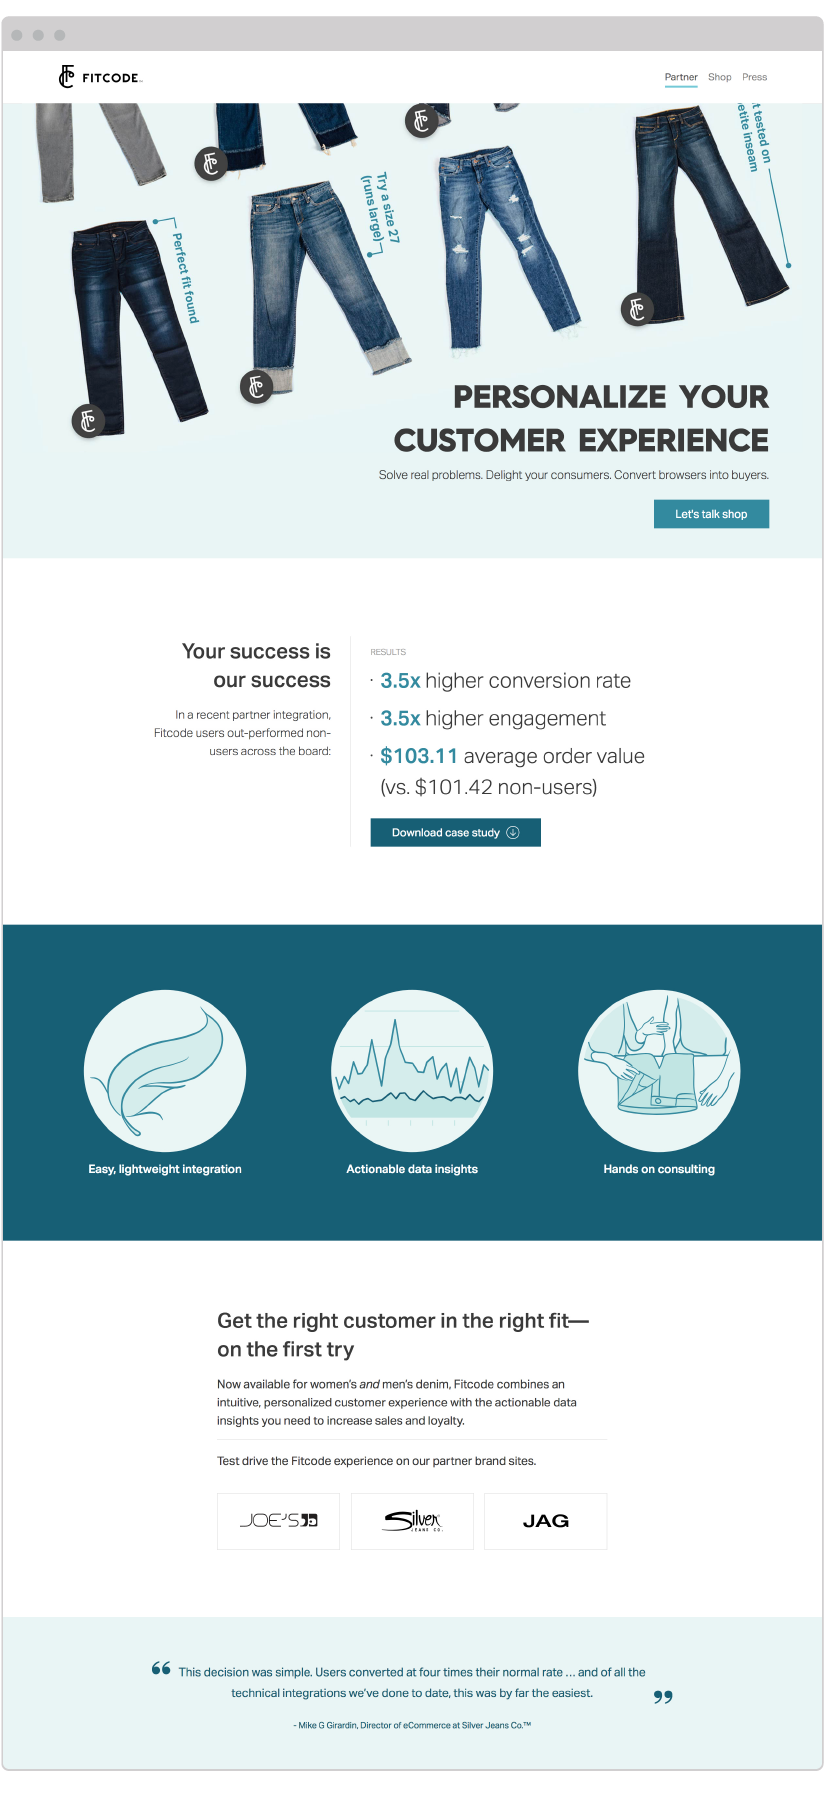 FITCODE
Partner Shop Press
t tested on
etite inseam
Try a size 27
(runs large)
Perfect fit found
PERSONALIZE YOUR
CUSTOMER EXPERIENCE
Solve real problems. Delight your consumers. Convert browsers into buyers.
Let's talk shop
Your success is
our success
In a recent partner integration,
Fitcode users out-performed non-
users across the board:
RESULTS
· 3.5x higher conversion rate
· 3.5x higher engagement
· $103.11 average order value
(vs. $101.42 non-users)
Download case study
Easy, lightweight integration
Actionable data insights
Hands on consulting
Get the right customer in the right fit—
on the first try
Now available for women's and men's denim, Fitcode combines an
intuitive, personalized customer experience with the actionable data
insights you need to increase sales and loyalty.
Test drive the Fitcode experience on our partner brand sites.
JOE'S
Silver
JEANS CO.
JAG
“ This decision was simple. Users converted at four times their normal rate ... and of all the
technical integrations we've done to date, this was by far the easiest. ”
- Mike G Girardin, Director of eCommerce at Silver Jeans Co.™